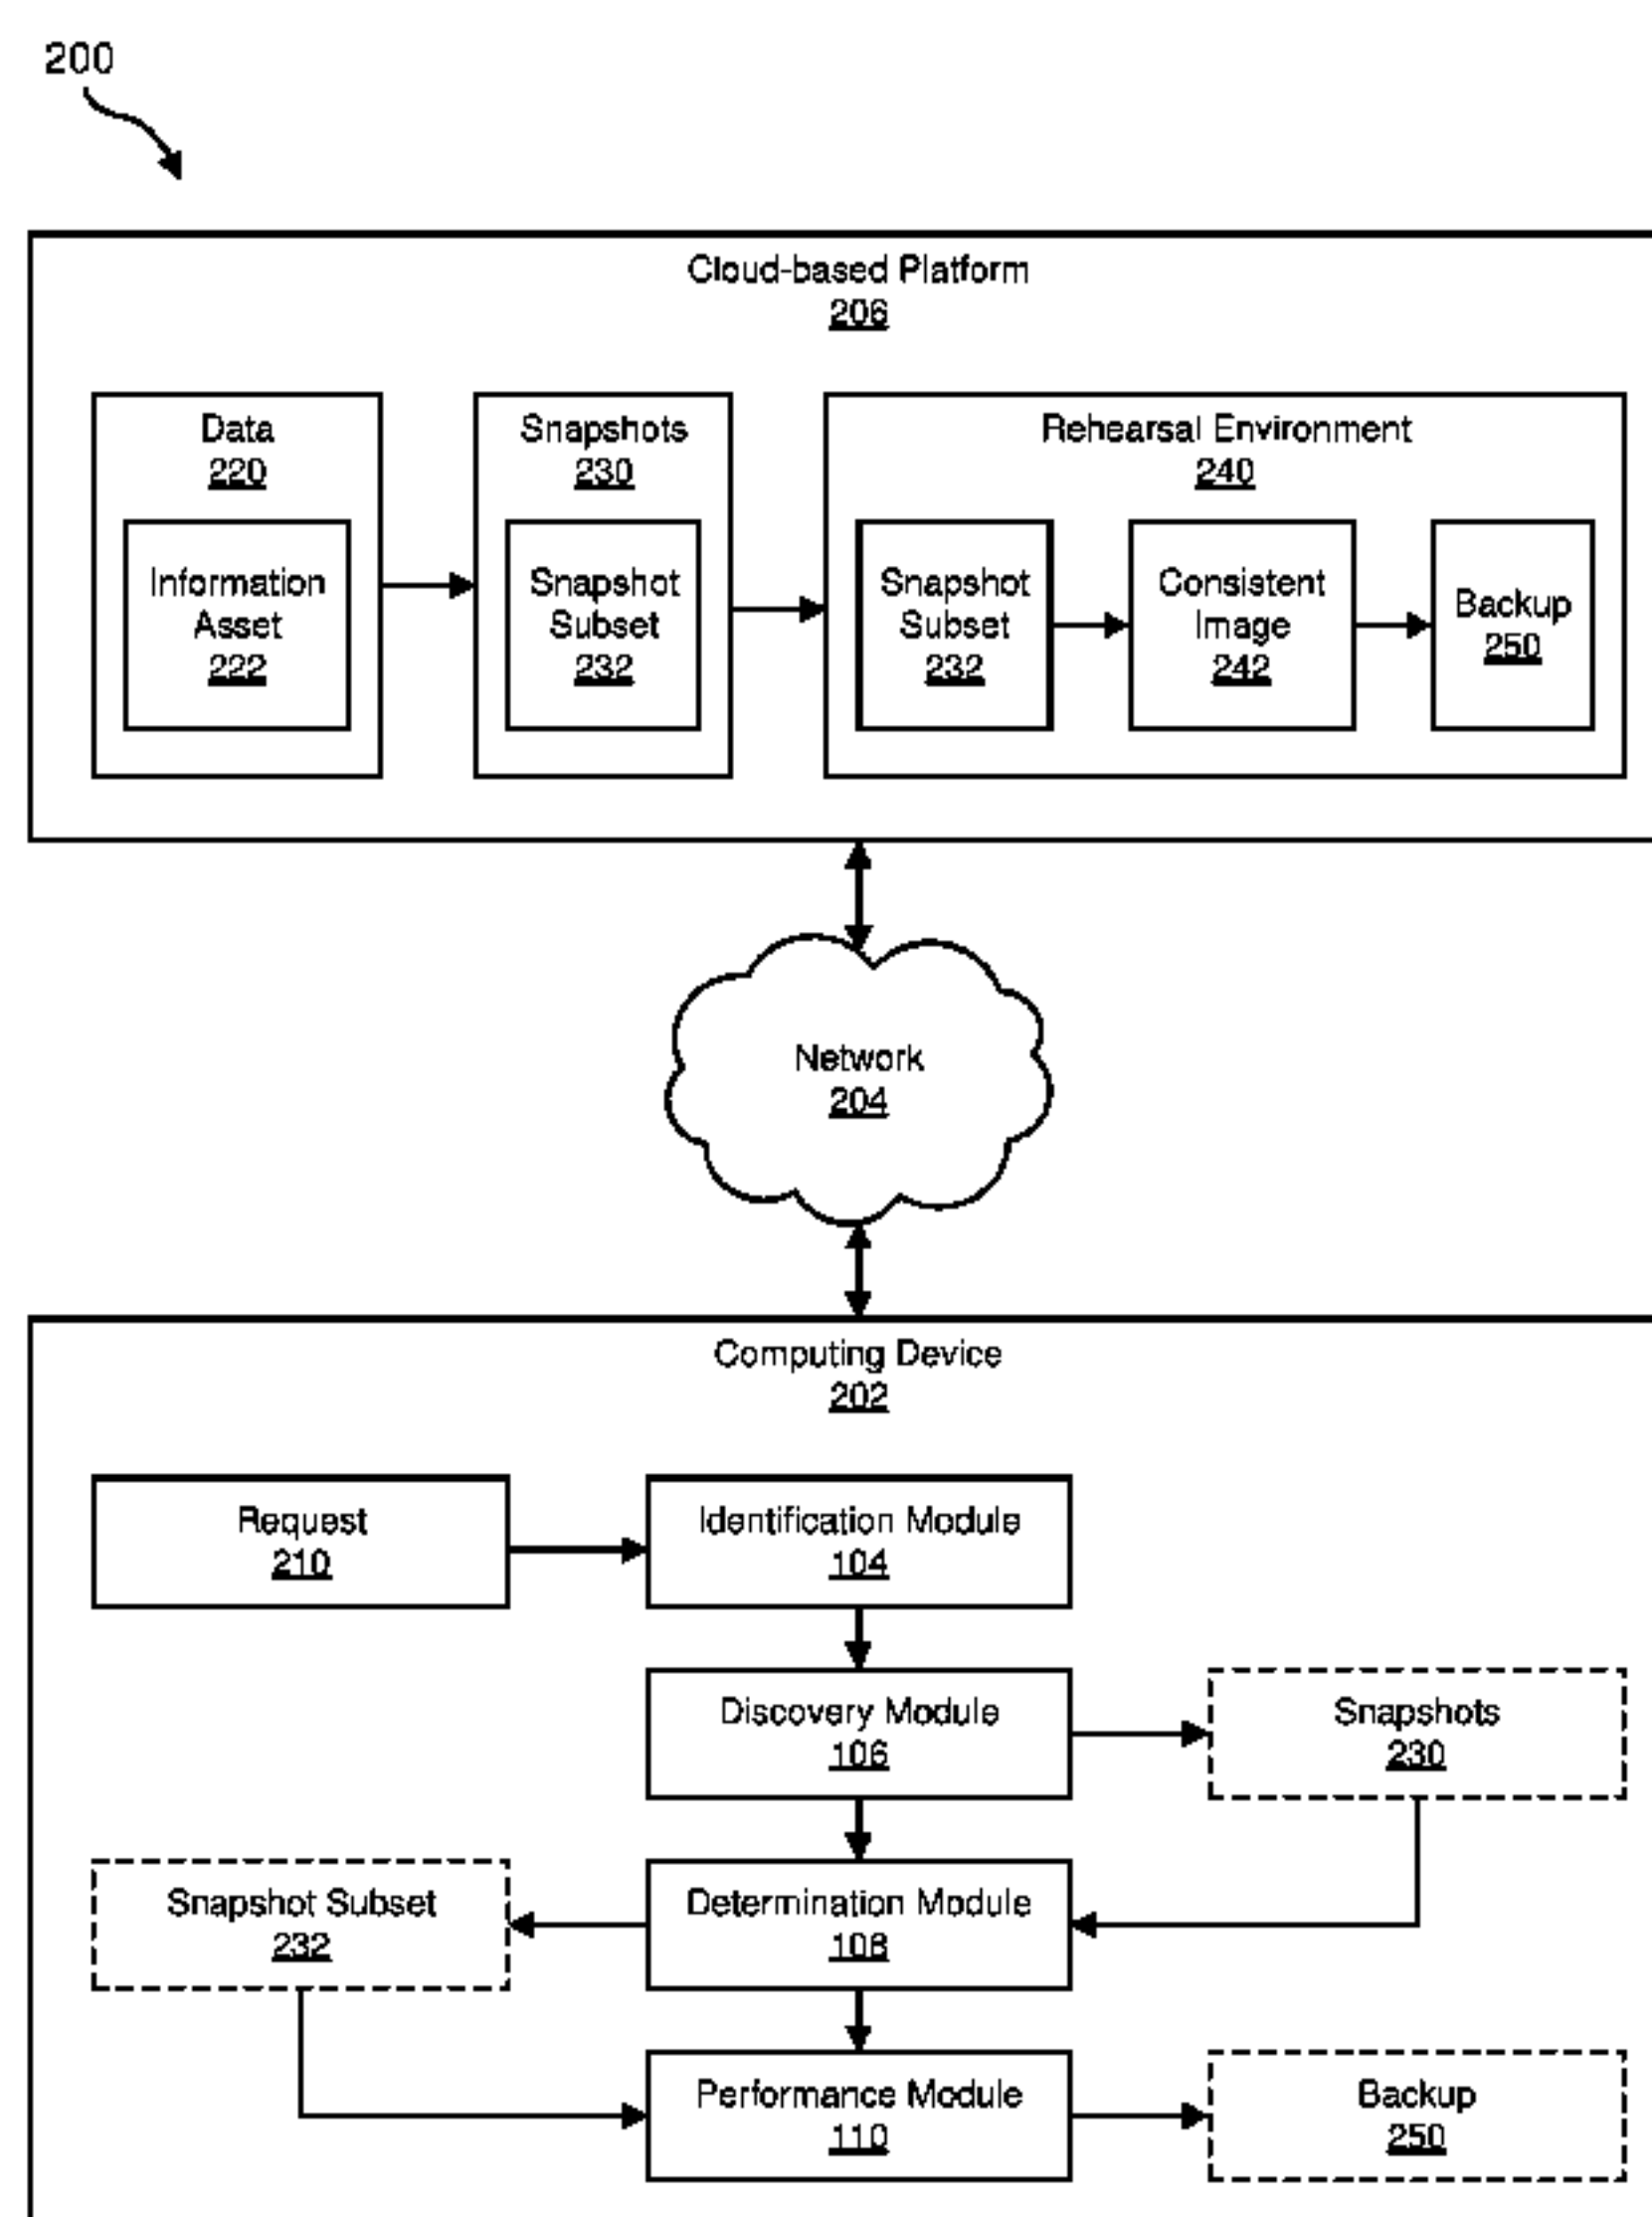 200
Cloud-based Platform
206
Data
220
Information
Asset
222
Snapshots
230
Snapshot
Subset
232
Rehearsal Environment
240
Snapshot
Subset
232
Consistent
Image
242
Backup
250
Network
204
Computing Device
202
Request
210
Identification Module
104
Discovery Module
106
Snapshots
230
Snapshot Subset
232
Determination Module
108
Performance Module
110
Backup
250